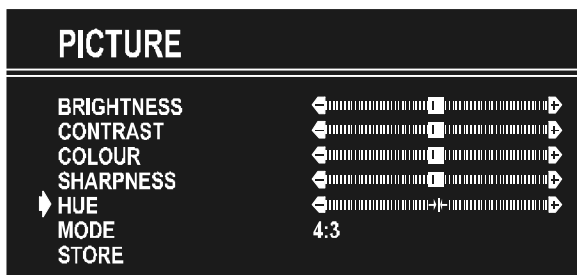 PICTURE
BRIGHTNESS
CONTRAST
COLOUR
SHARPNESS
HUE
MODE 4:3
STORE